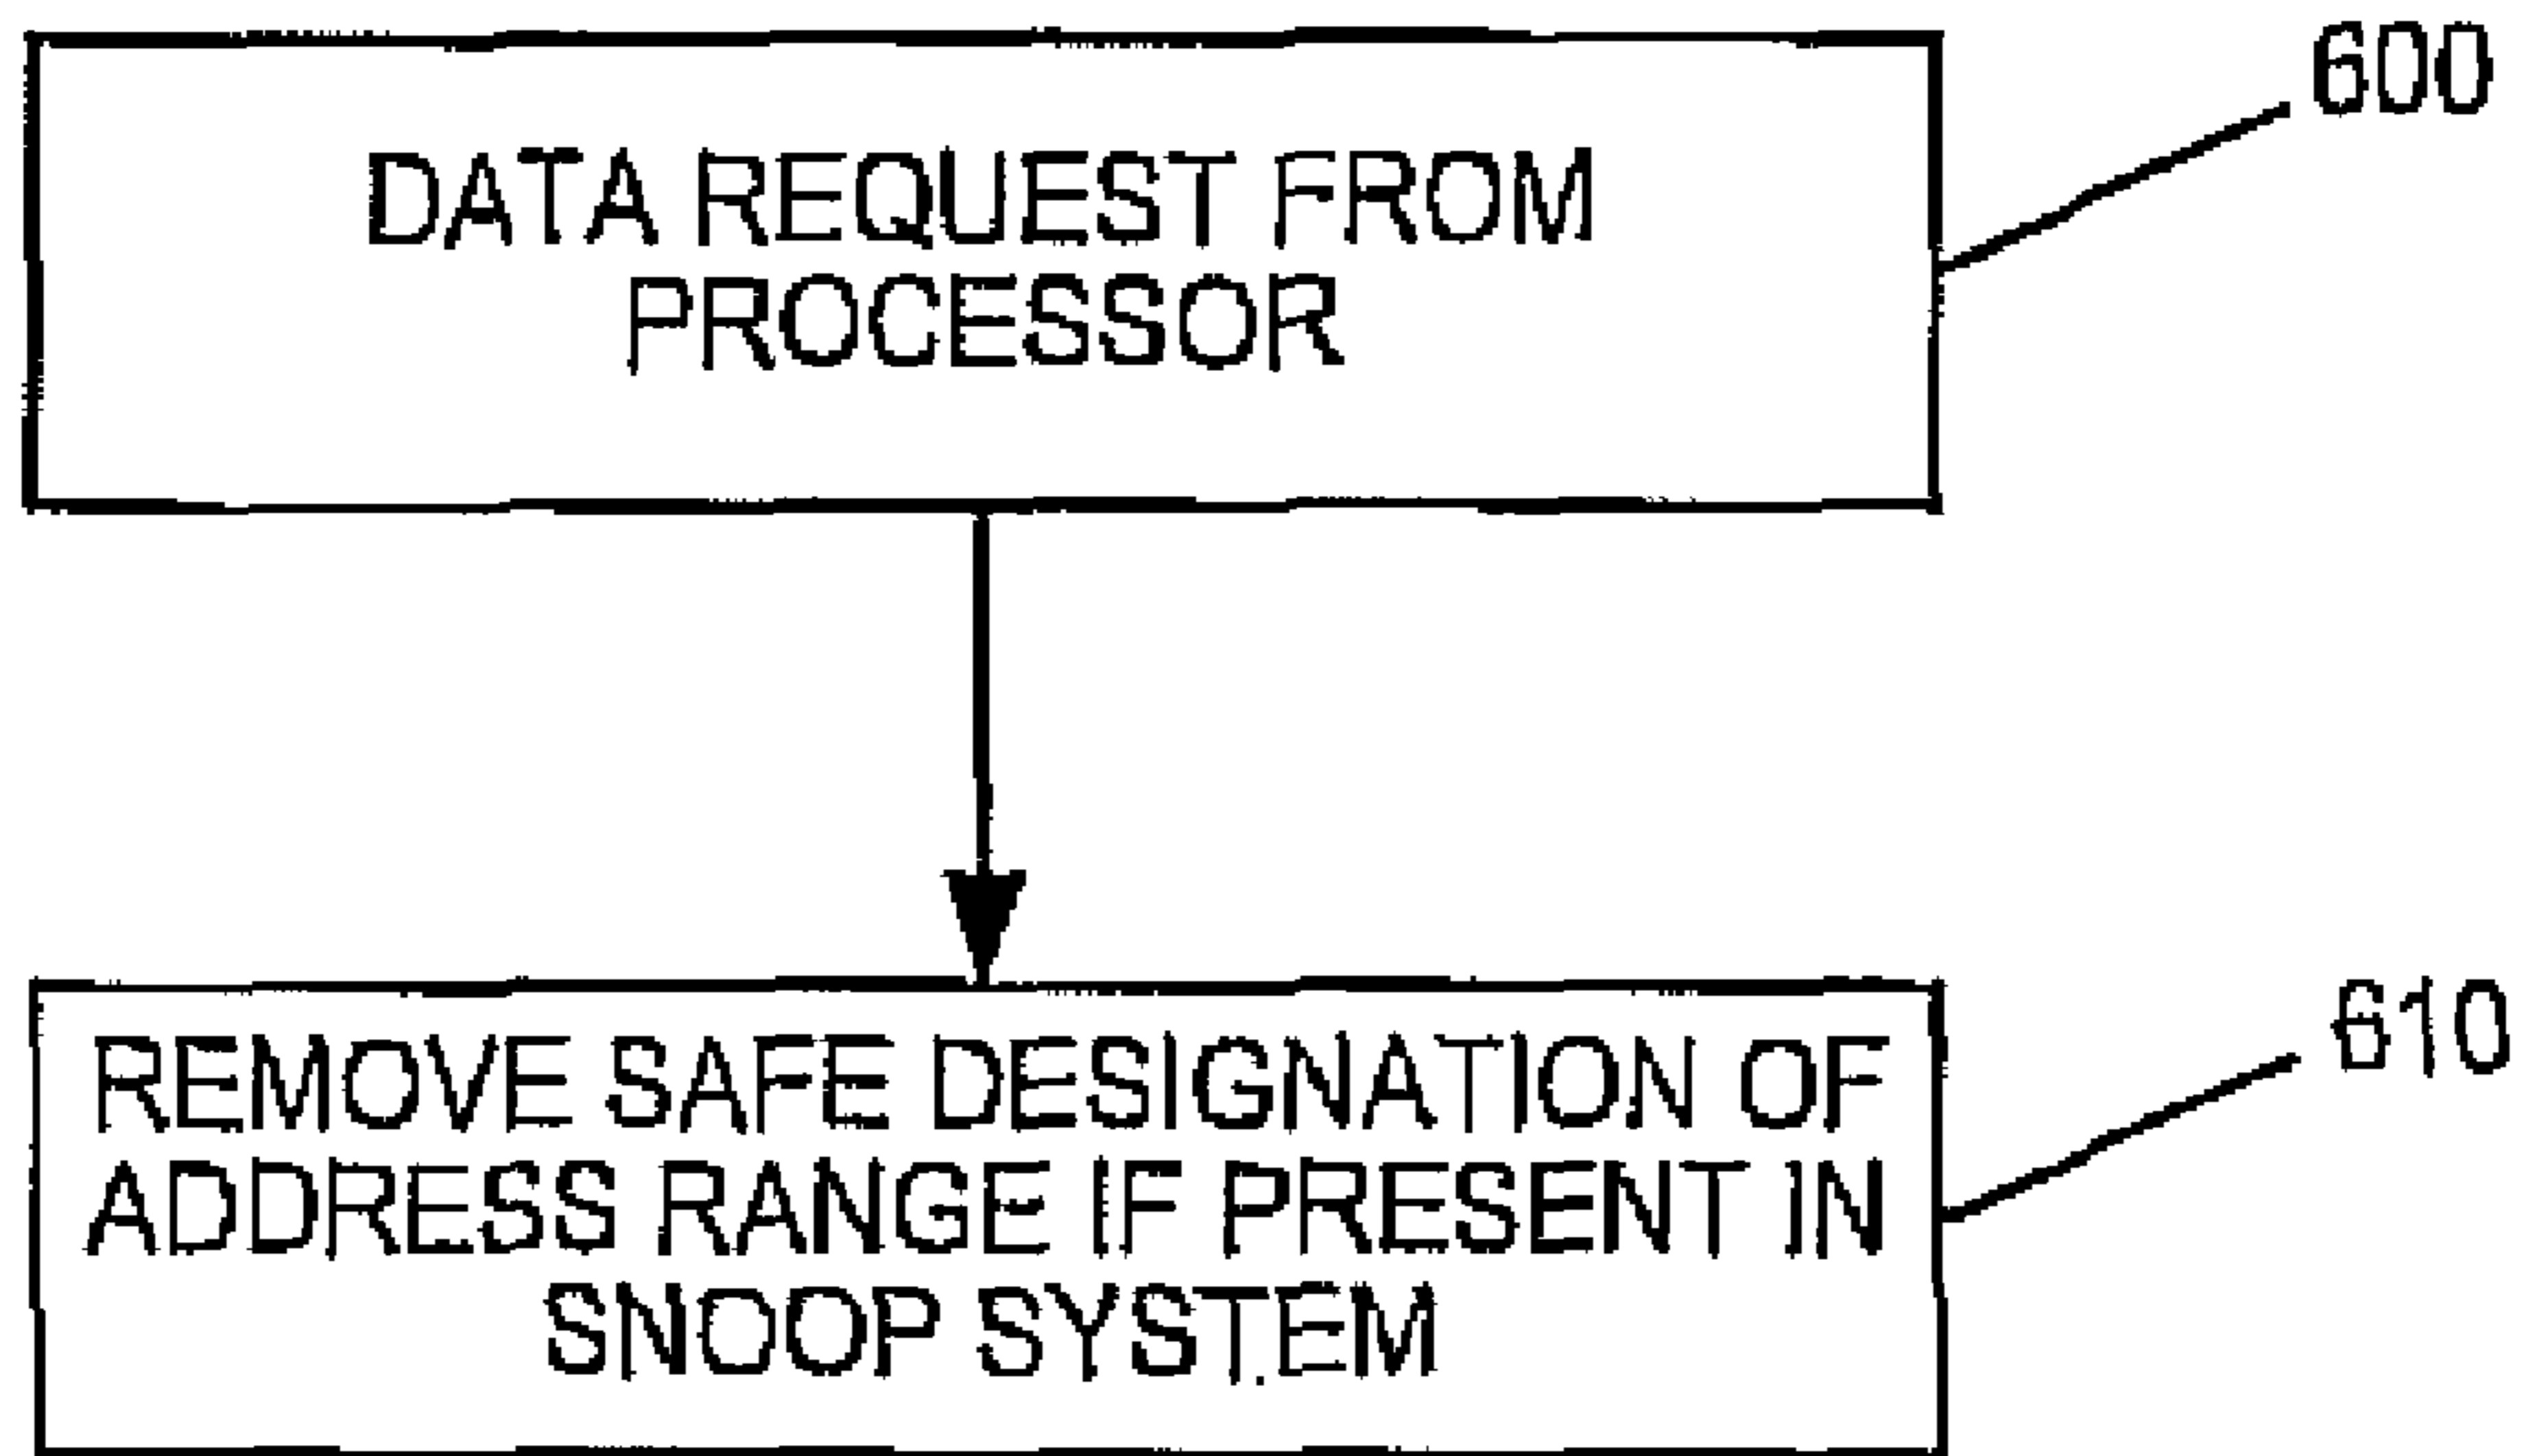 600
DATA REQUEST FROM
PROCESSOR
610
REMOVE SAFE DESIGNATION OF
ADDRESS RANGE IF PRESENT IN
SNOOP SYSTEM